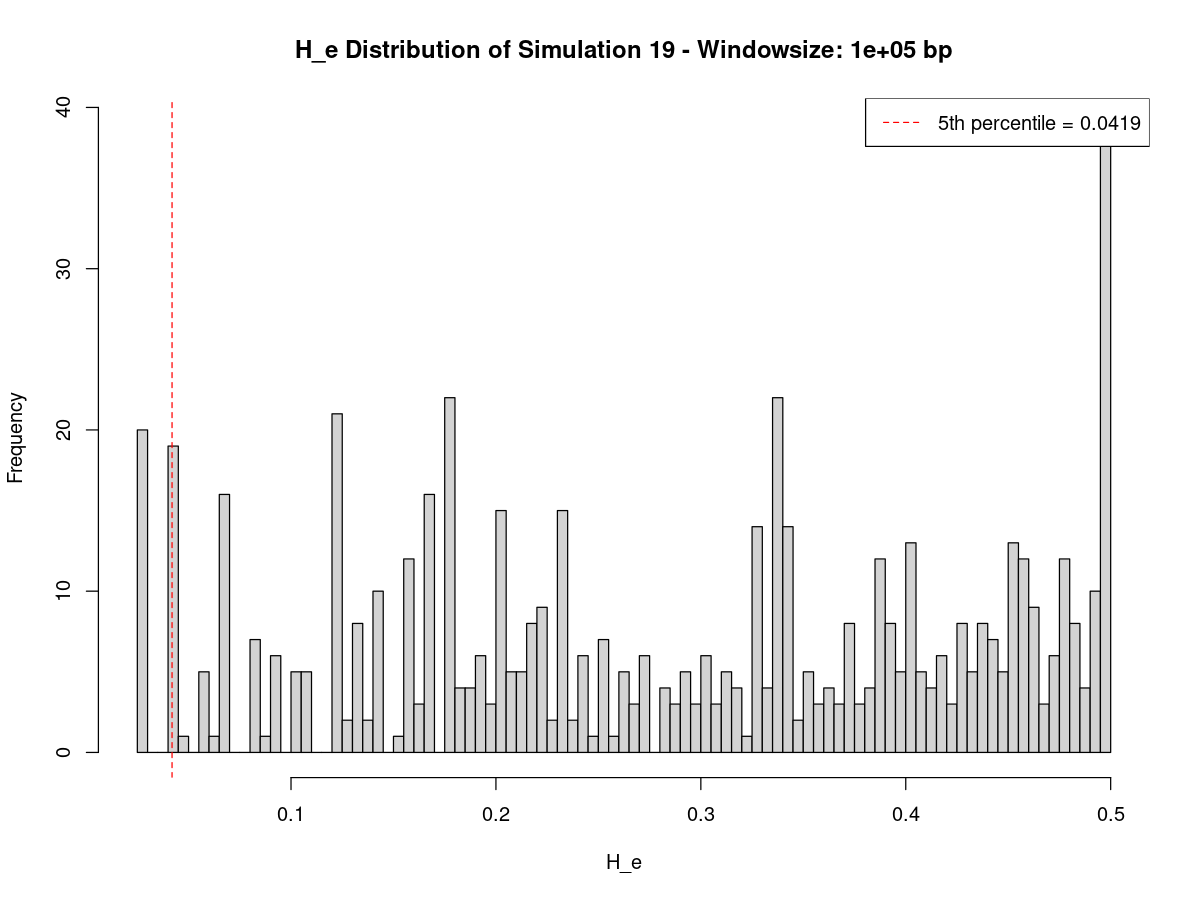 H_e Distribution of Simulation 19 - Windowsize: 1e+05 bp
5th percentile = 0.0419
Frequency
40
30
20
10
0
0.1 0.2 0.3 0.4 0.5
H_e